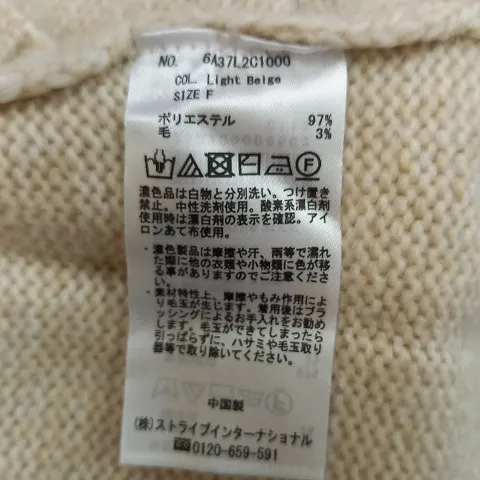 NO. 6A37L2C1000
COL. Light Beige
SIZE F
ポリエステル 97%
毛 3%
濃色品は白物と分別洗い。つけ置き
禁止。中性洗剤使用。酸素系漂白剤
使用時は漂白剤の表示を確認。アイ
ロンあて布使用。
・濃色製品は摩擦や汗、雨等で濡れ
た際に他の衣類や小物類に色が移
る事がありますのでご注意くださ
い。
・素材特性上、摩擦やもみ作用によ
り毛玉が生じます。着用後はブラ
ッシングによるお手入れをお勧め
します。毛玉ができてしまったら
引っぱらずに、ハサミや毛玉取り
器等で取り除いてください。
中国製
(株)ストライプインターナショナル
0120-659-591